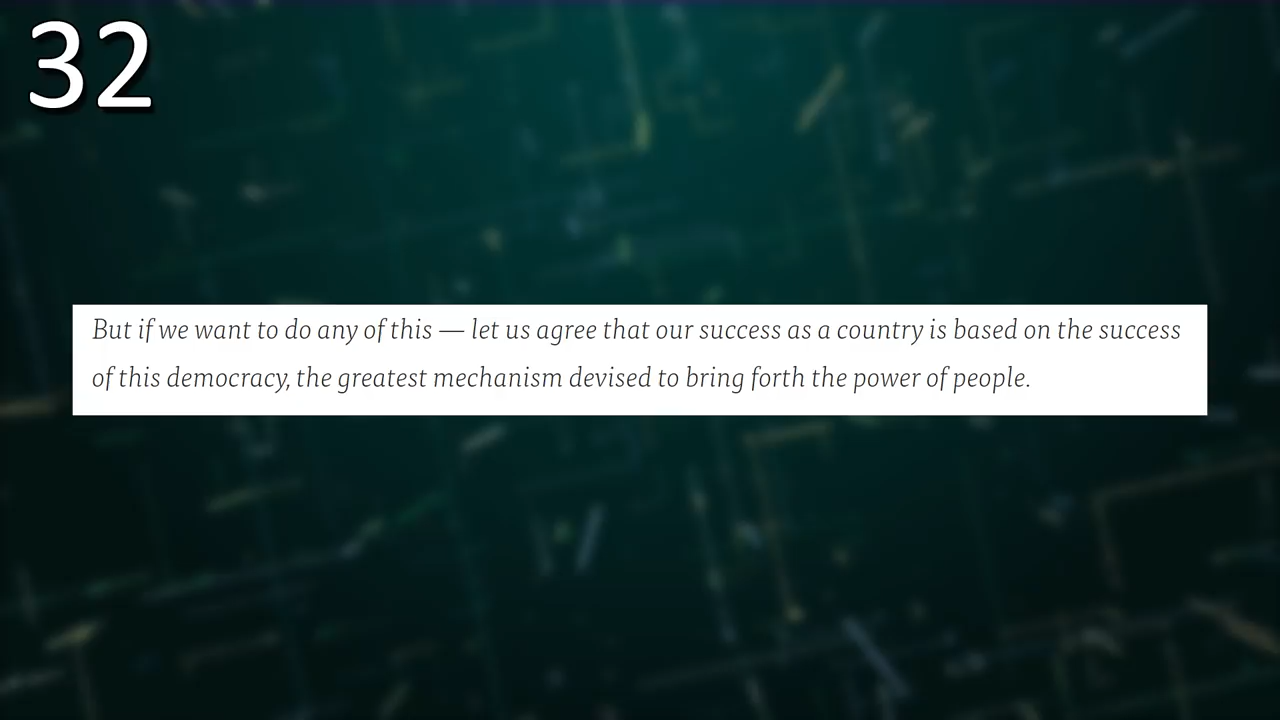 32
But if we want to do any of this — let us agree that our success as a country is based on the success
of this democracy, the greatest mechanism devised to bring forth the power of people.